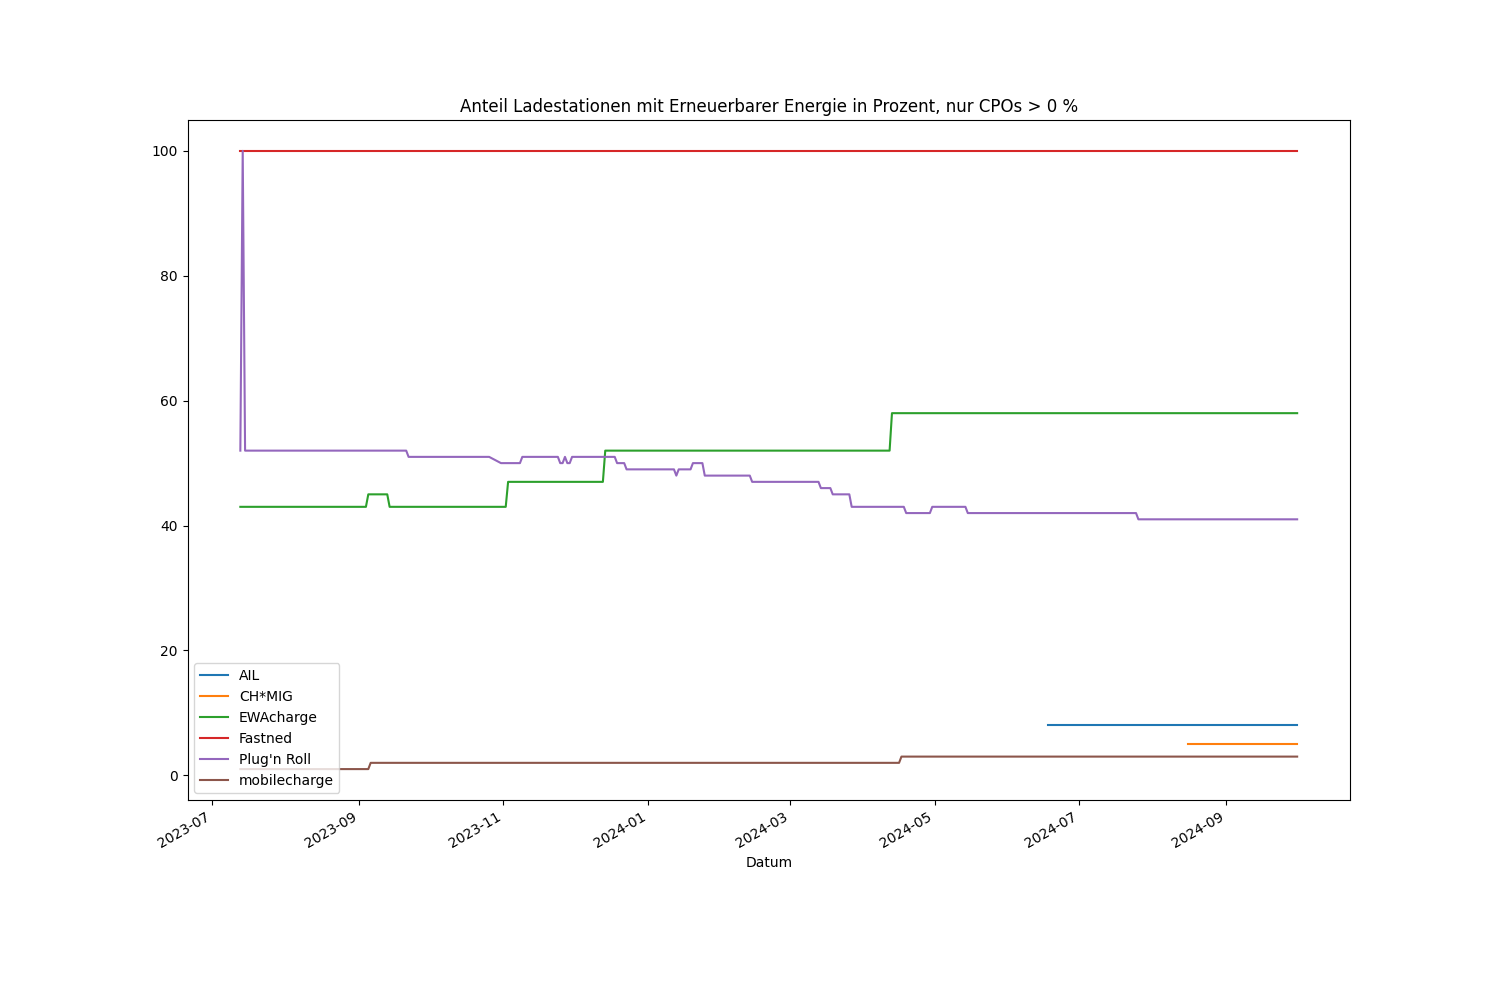 Anteil Ladestationen mit Erneuerbarer Energie in Prozent, nur CPOs > 0 %
100
80
60
40
20
0
AIL
CH*MIG
EWAcharge
Fastned
Plug'n Roll
mobilecharge
2023-07
2023-09
2023-11
2024-01
2024-03
2024-05
2024-07
2024-09
Datum